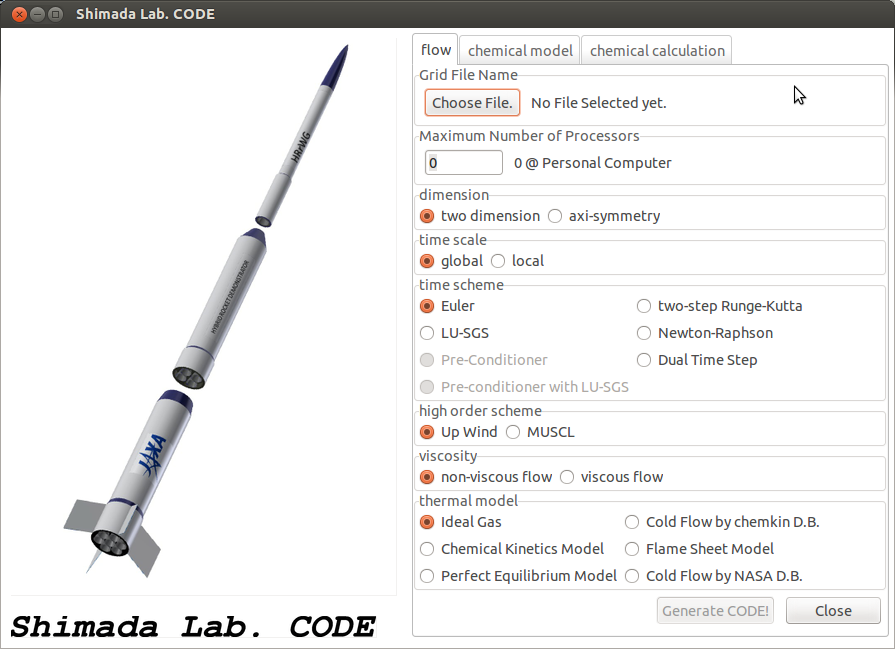 Shimada Lab. CODE
flow chemical model chemical calculation
Grid File Name
Choose File. No File Selected yet.
Maximum Number of Processors
0 0 @ Personal Computer
dimension
two dimension axi-symmetry
time scale
global local
time scheme
Euler two-step Runge-Kutta
LU-SGS Newton-Raphson
Pre-Conditioner Dual Time Step
Pre-conditioner with LU-SGS
high order scheme
Up Wind MUSCL
viscosity
non-viscous flow viscous flow
thermal model
Ideal Gas Cold Flow by chemkin D.B.
Chemical Kinetics Model Flame Sheet Model
Perfect Equilibrium Model Cold Flow by NASA D.B.
Generate CODE! Close
HRrWG
HYBRID ROCKET DEMONSTRATOR
JAXA
Shimada Lab. CODE